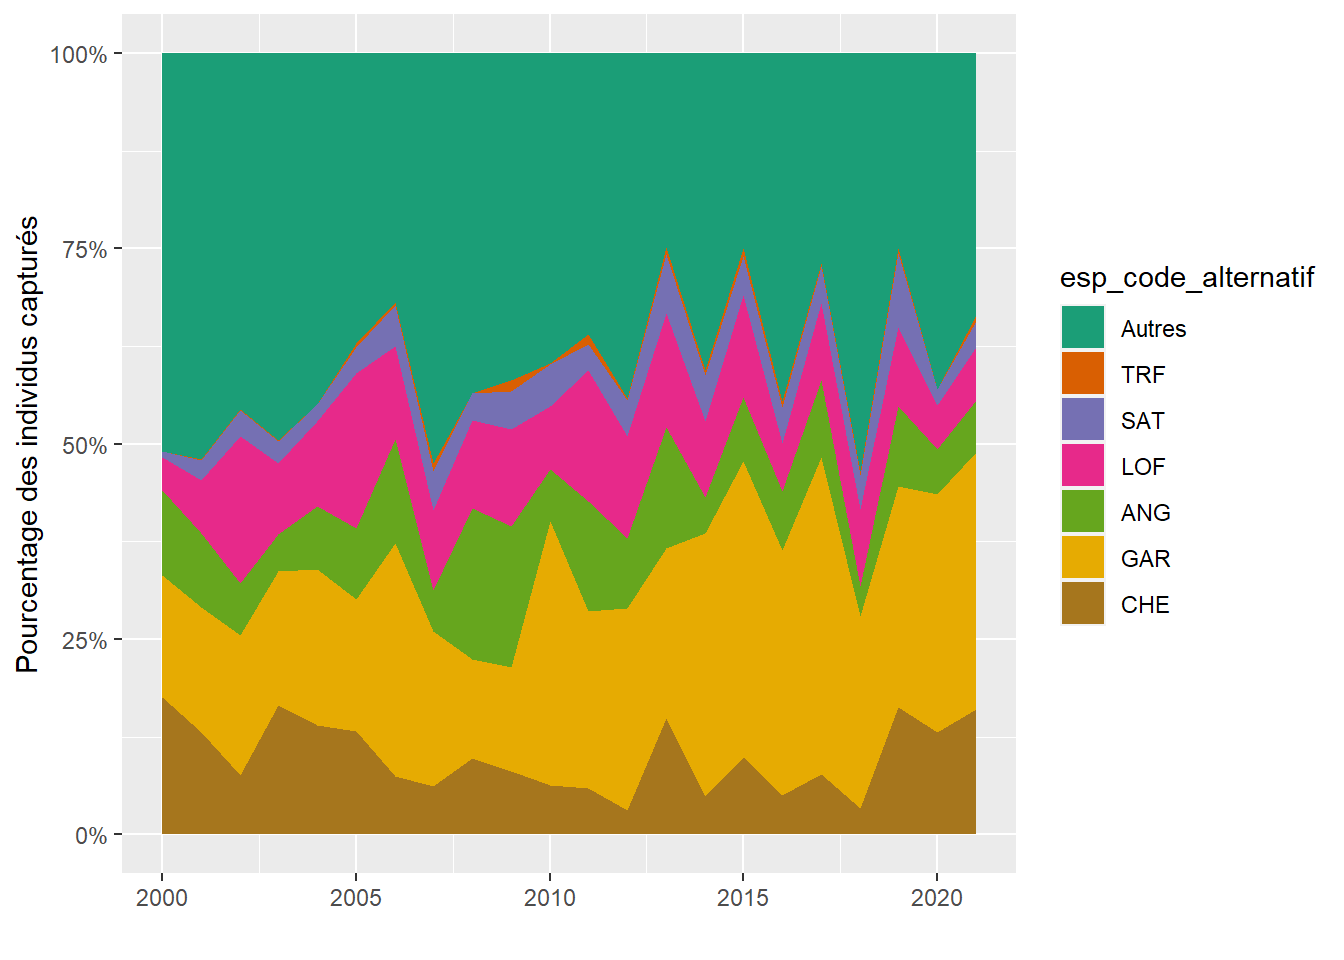 Pourcentage des individus capturés
100%
75%
50%
25%
0%
2000
2005
2010
2015
2020
esp_code_alternatif
Autres
TRF
SAT
LOF
ANG
GAR
CHE